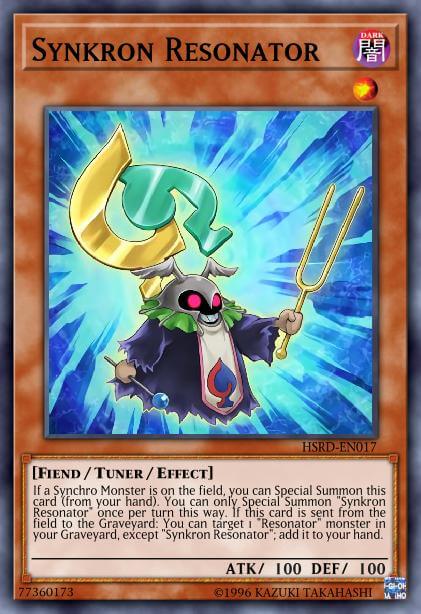 Synkron Resonator
DARK
闇
HSRD-EN017
[Fiend / Tuner / Effect]
If a Synchro Monster is on the field, you can Special Summon this
card (from your hand). You can only Special Summon "Synkron
Resonator" once per turn this way. If this card is sent from the
field to the Graveyard: You can target 1 "Resonator" monster in
your Graveyard, except "Synkron Resonator"; add it to your hand.
ATK/ 100 DEF/ 100
77360173
©1996 KAZUKI TAKAHASHI